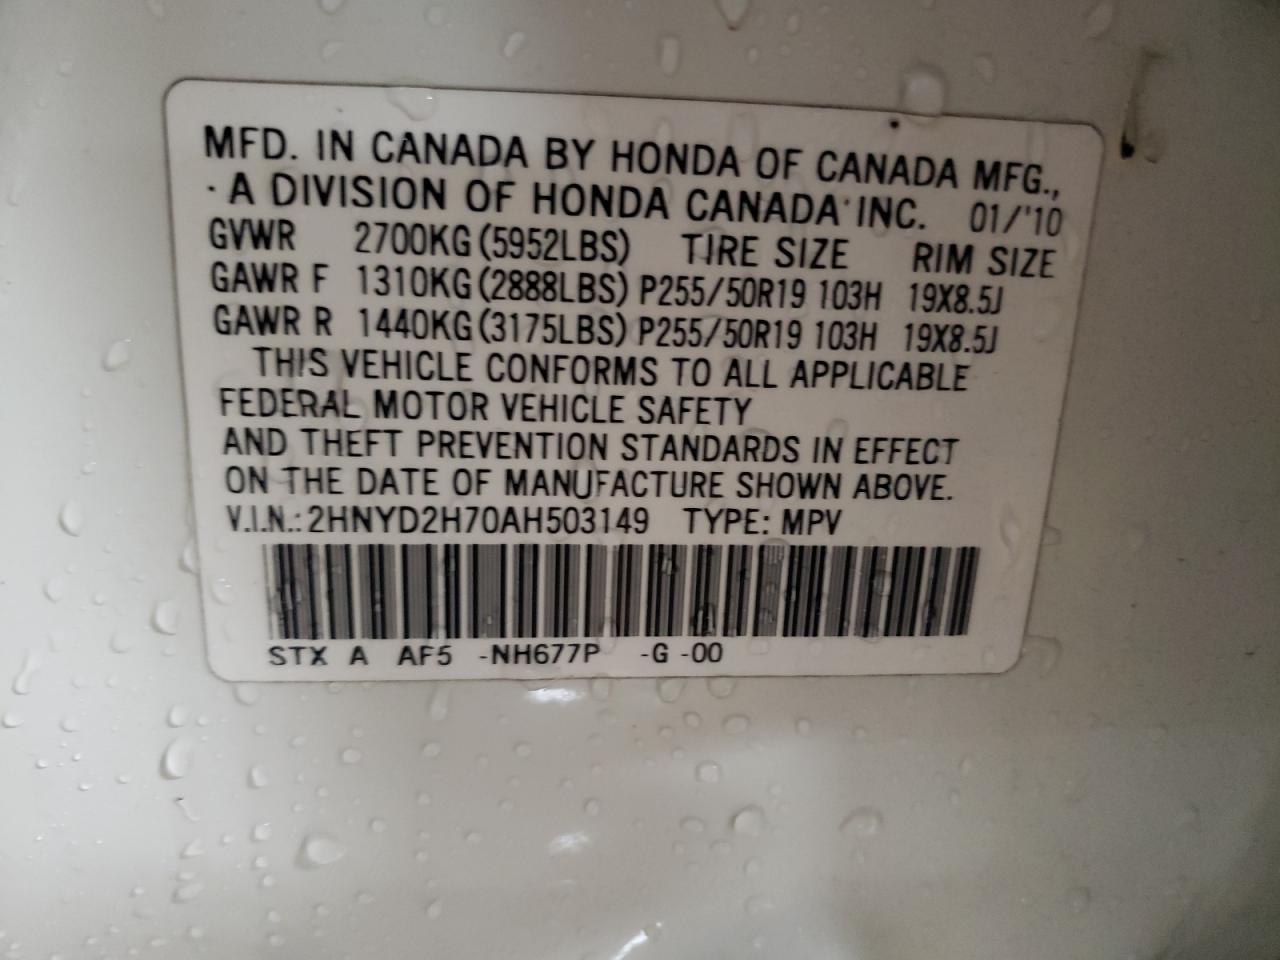 MFD. IN CANADA BY HONDA OF CANADA MFG.,
A DIVISION OF HONDA CANADA INC. 01/'10
GVWR 2700KG (5952LBS) TIRE SIZE RIM SIZE
GAWR F 1310KG (2888LBS) P255/50R19 103H 19X8.5J
GAWR R 1440KG (3175LBS) P255/50R19 103H 19X8.5J
THIS VEHICLE CONFORMS TO ALL APPLICABLE
FEDERAL MOTOR VEHICLE SAFETY
AND THEFT PREVENTION STANDARDS IN EFFECT
ON THE DATE OF MANUFACTURE SHOWN ABOVE.
V.I.N.: 2HNYD2H70AH503149 TYPE: MPV
STX A AF5 -NH677P -G -00